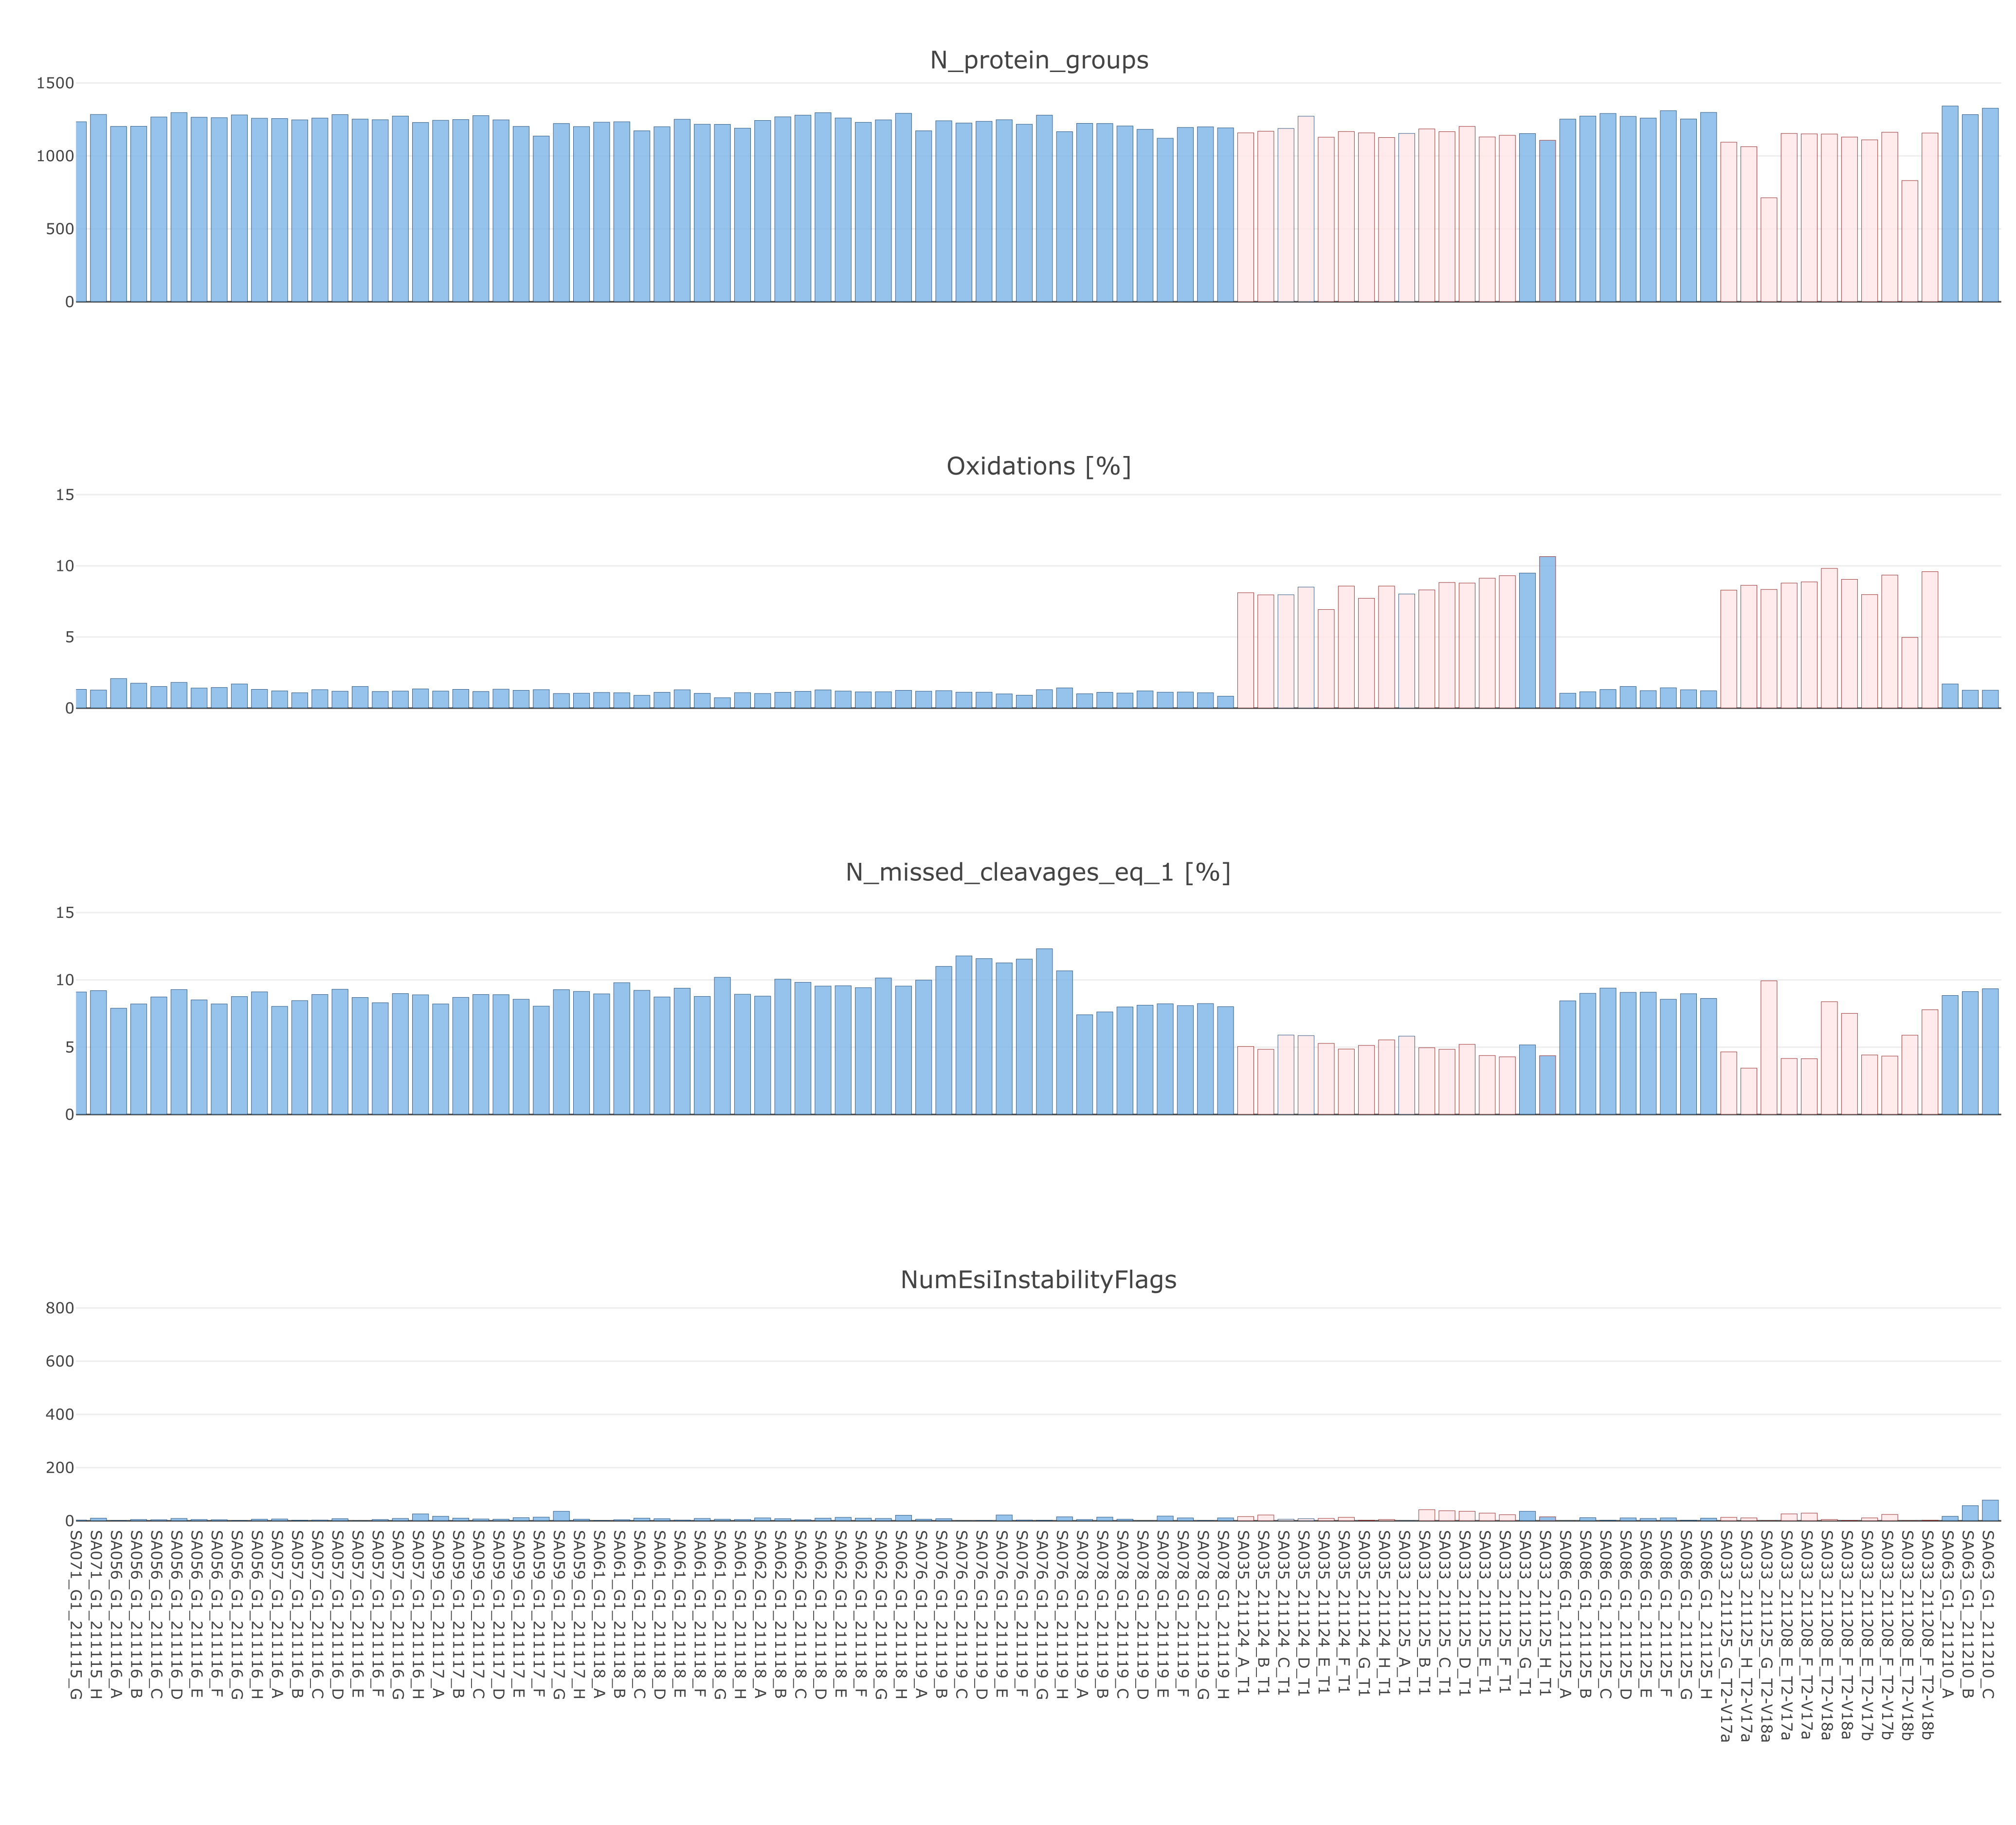 N_protein_groups
1500
1000
500
0
Oxidations [%]
15
10
5
0
N_missed_cleavages_eq_1 [%]
15
10
5
0
NumEsiInstabilityFlags
800
600
400
200
0
SA071_G1_211115_G
SA071_G1_211115_H
SA056_G1_211116_A
SA056_G1_211116_B
SA056_G1_211116_C
SA056_G1_211116_D
SA056_G1_211116_E
SA056_G1_211116_F
SA056_G1_211116_G
SA056_G1_211116_H
SA057_G1_211116_A
SA057_G1_211116_B
SA057_G1_211116_C
SA057_G1_211116_D
SA057_G1_211116_E
SA057_G1_211116_F
SA057_G1_211116_G
SA057_G1_211116_H
SA059_G1_211117_A
SA059_G1_211117_B
SA059_G1_211117_C
SA059_G1_211117_D
SA059_G1_211117_E
SA059_G1_211117_F
SA059_G1_211117_G
SA059_G1_211117_H
SA061_G1_211118_A
SA061_G1_211118_B
SA061_G1_211118_C
SA061_G1_211118_D
SA061_G1_211118_E
SA061_G1_211118_F
SA061_G1_211118_G
SA061_G1_211118_H
SA062_G1_211118_A
SA062_G1_211118_B
SA062_G1_211118_C
SA062_G1_211118_D
SA062_G1_211118_E
SA062_G1_211118_F
SA062_G1_211118_G
SA062_G1_211118_H
SA076_G1_211119_A
SA076_G1_211119_B
SA076_G1_211119_C
SA076_G1_211119_D
SA076_G1_211119_E
SA076_G1_211119_F
SA076_G1_211119_G
SA076_G1_211119_H
SA078_G1_211119_A
SA078_G1_211119_B
SA078_G1_211119_C
SA078_G1_211119_D
SA078_G1_211119_E
SA078_G1_211119_F
SA078_G1_211119_G
SA078_G1_211119_H
SA035_211124_A_T1
SA035_211124_B_T1
SA035_211124_C_T1
SA035_211124_D_T1
SA035_211124_E_T1
SA035_211124_F_T1
SA035_211124_G_T1
SA035_211124_H_T1
SA033_211125_A_T1
SA033_211125_B_T1
SA033_211125_C_T1
SA033_211125_D_T1
SA033_211125_E_T1
SA033_211125_F_T1
SA033_211125_G_T1
SA033_211125_H_T1
SA086_G1_211125_A
SA086_G1_211125_B
SA086_G1_211125_C
SA086_G1_211125_D
SA086_G1_211125_E
SA086_G1_211125_F
SA086_G1_211125_G
SA086_G1_211125_H
SA033_211125_G_T2-V17a
SA033_211125_H_T2-V17a
SA033_211125_G_T2-V18a
SA033_211208_E_T2-V17a
SA033_211208_F_T2-V17a
SA033_211208_E_T2-V18a
SA033_211208_F_T2-V18a
SA033_211208_E_T2-V17b
SA033_211208_F_T2-V17b
SA033_211208_E_T2-V18b
SA033_211208_F_T2-V18b
SA063_G1_211210_A
SA063_G1_211210_B
SA063_G1_211210_C